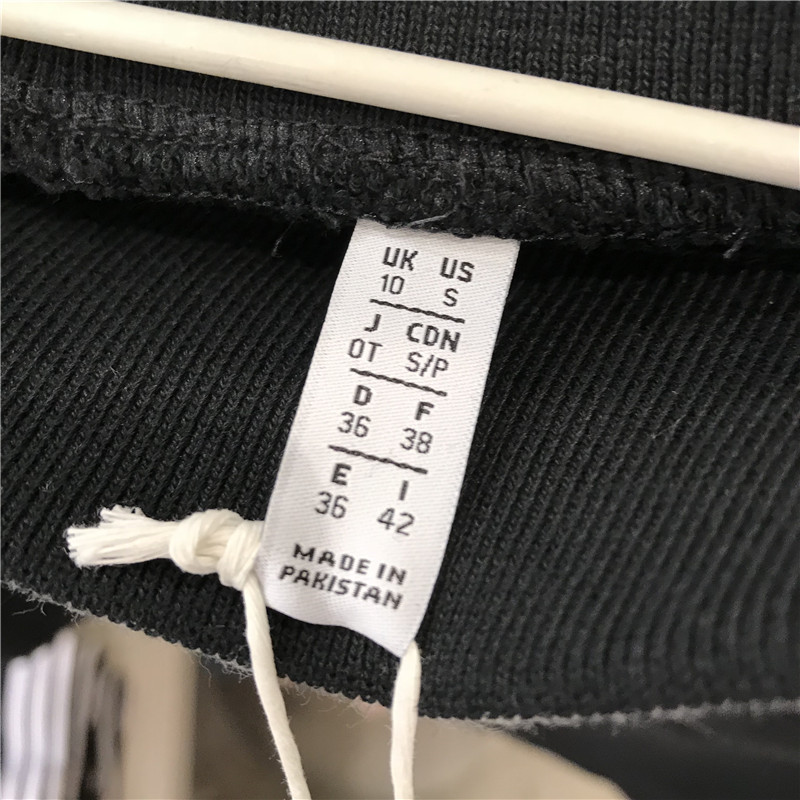 UK US
10 S
J CDN
OT S/P
D F
36 38
E I
36 42
MADE IN
PAKISTAN